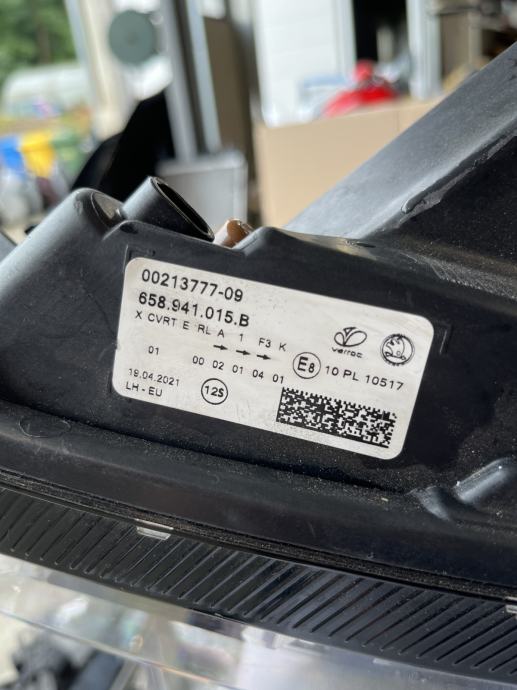 00213777-09
658.941.015.B
X CVRT E RL A 1 F3 K
varroc
01 00 02 01 04 01
E8 10 PL 10517
19.04.2021
LH-EU
125